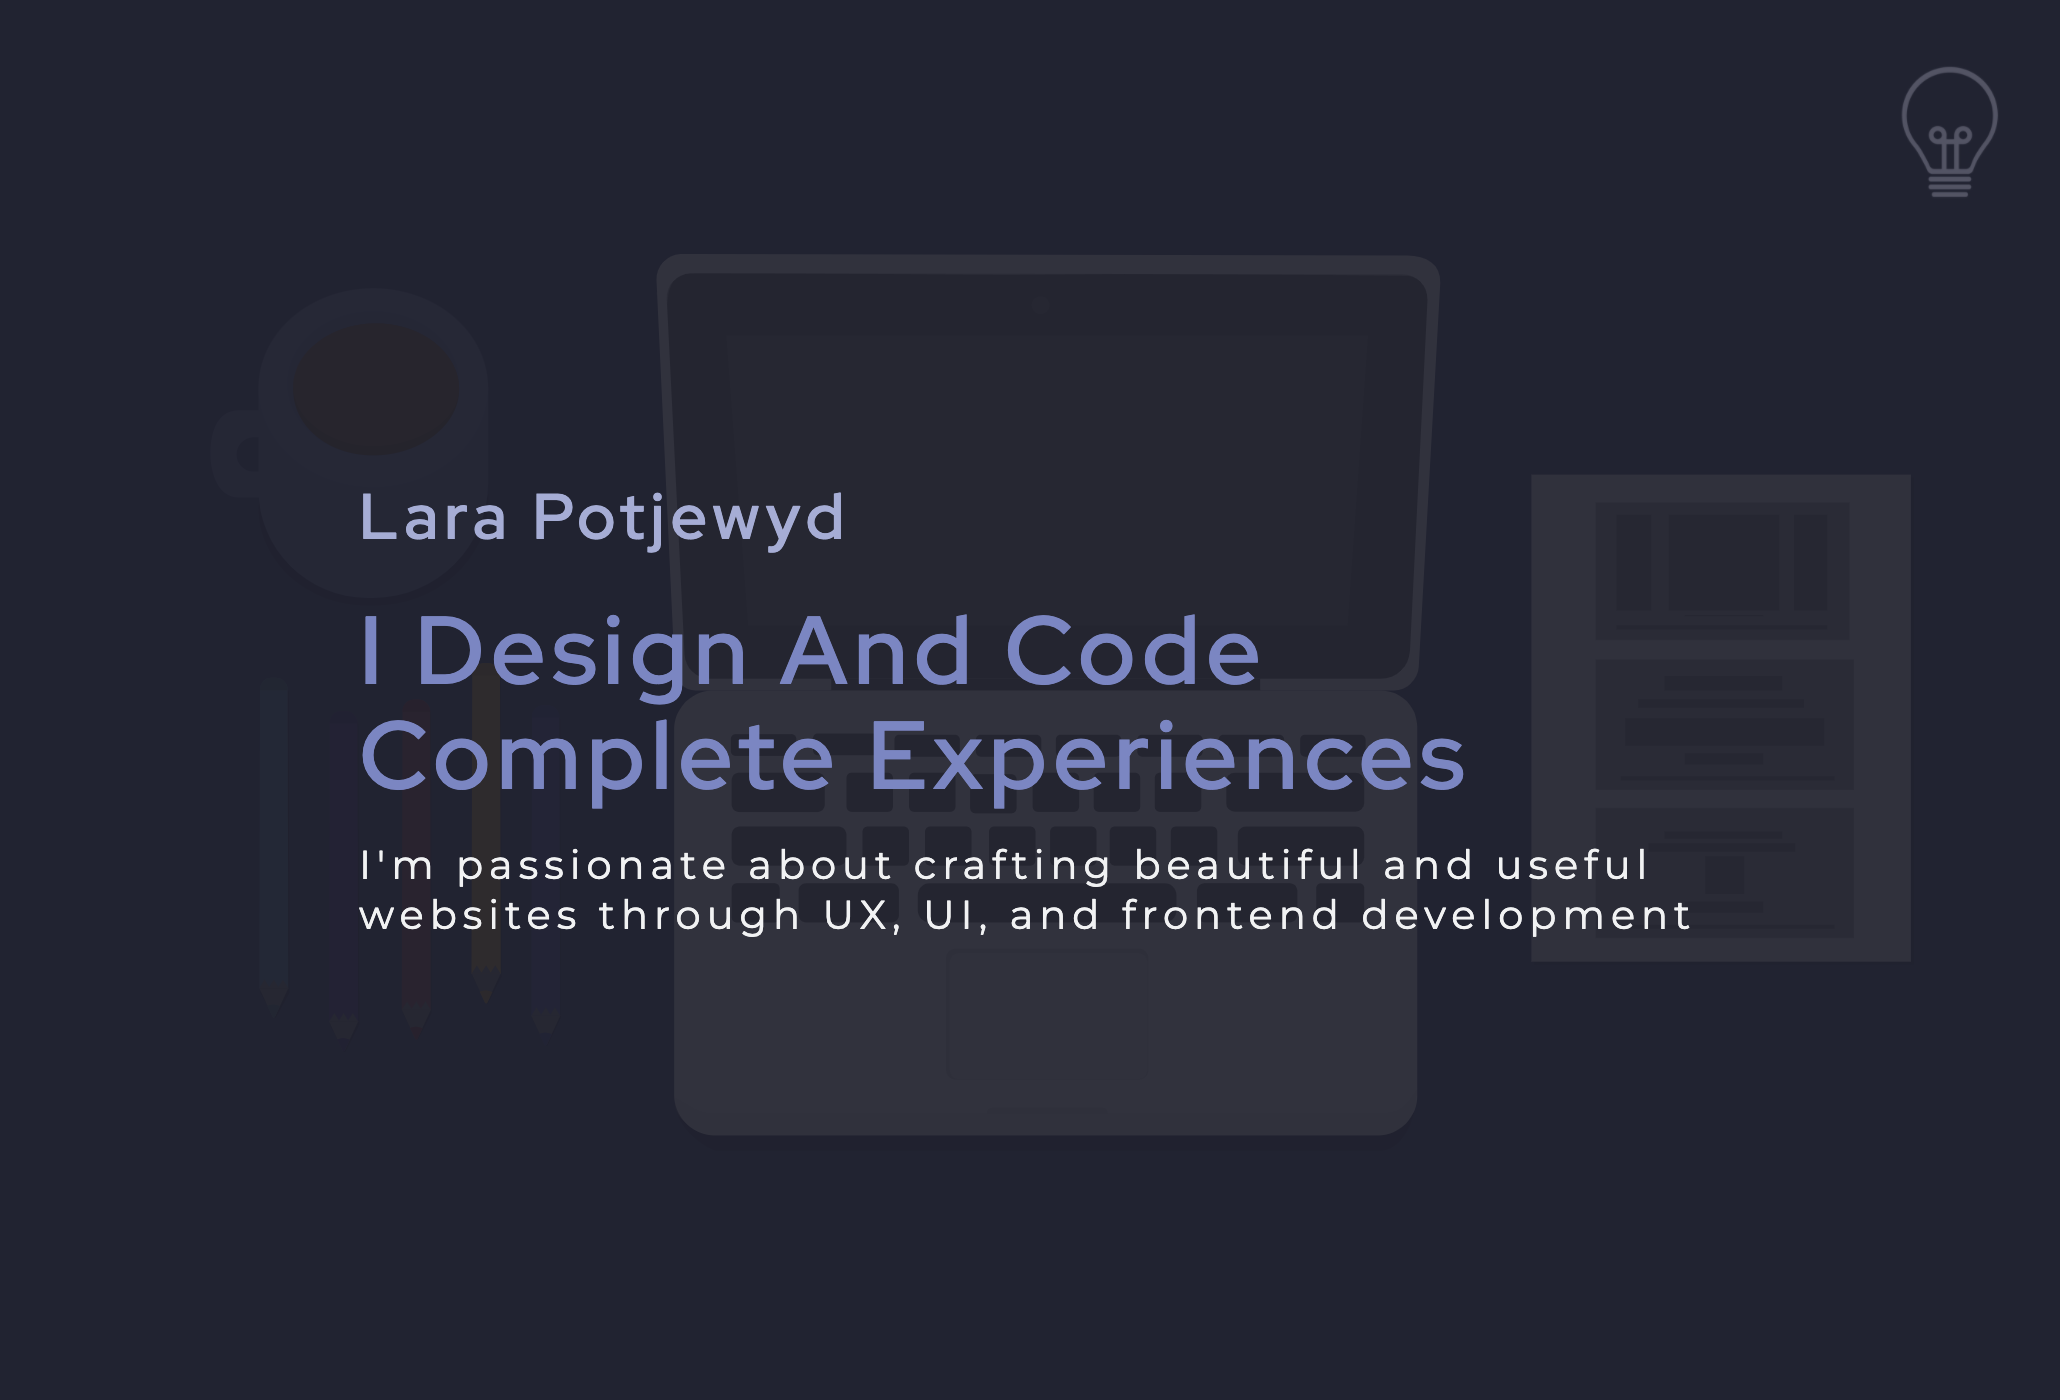 Lara Potjewyd
I Design And Code
Complete Experiences
I'm passionate about crafting beautiful and useful
websites through UX, UI, and frontend development